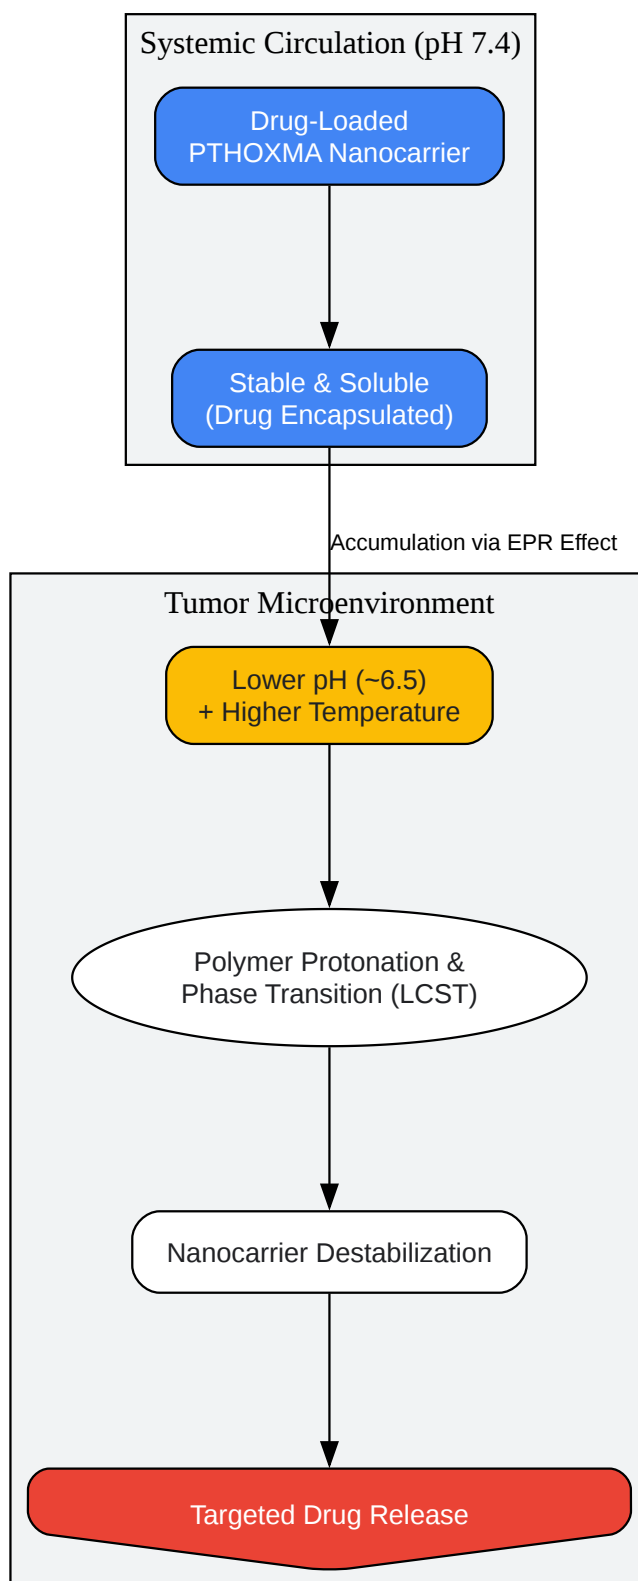 Systemic Circulation (pH 7.4)
Drug-Loaded
PTHOXMA Nanocarrier
Stable & Soluble
(Drug Encapsulated)
Accumulation via EPR Effect
Tumor Microenvironment
Lower pH (~6.5)
+ Higher Temperature
Polymer Protonation &
Phase Transition (LCST)
Nanocarrier Destabilization
Targeted Drug Release